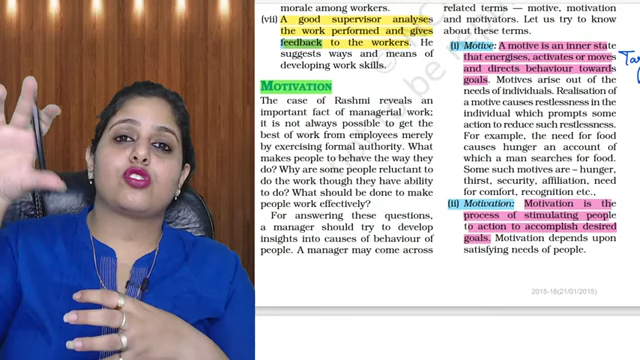 morale among workers.
(vii) A good supervisor analyses
the work performed and gives
feedback to the workers. He
suggests ways and means of
developing work skills.
MOTIVATION
The case of Rashmi reveals an
important fact of managerial work;
it is not always possible to get the
best of work from employees merely
by exercising formal authority. What
makes people to behave the way they
do? Why are some people reluctant to
do the work though they have ability
to do? What should be done to make
people work effectively?
For answering these questions,
a manager should try to develop
insights into causes of behaviour of
people. A manager may come across
related terms — motive, motivation
and motivators. Let us try to know
about these terms.
(i) Motive: A motive is an inner state
that energises, activates or moves
and directs behaviour towards
goals. Motives arise out of the
needs of individuals. Realisation of
a motive causes restlessness in the
individual which prompts some
action to reduce such restlessness.
For example, the need for food
causes hunger an account of
which a man searches for food.
Some such motives are – hunger,
thirst, security, affiliation, need
for comfort, recognition etc.,
(ii) Motivation: Motivation is the
process of stimulating people
to action to accomplish desired
goals. Motivation depends upon
satisfying needs of people.
2015-16(21/01/2015)